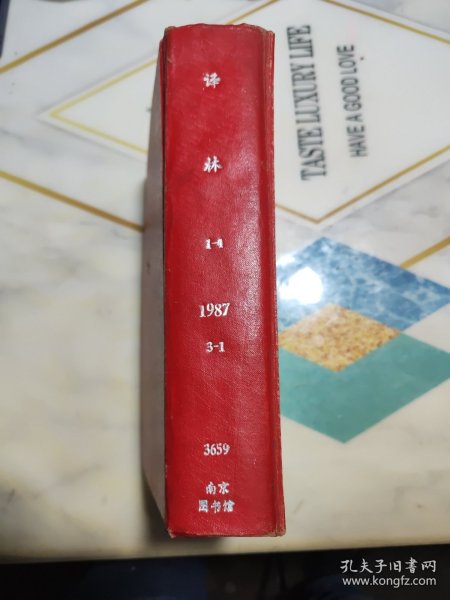 译
林
1-4
1987
3-1
3659
南京
图书馆
TASTE LUXURY LIFE
HAVE A GOOD LOVE
孔夫子旧书网
www.kongfz.com